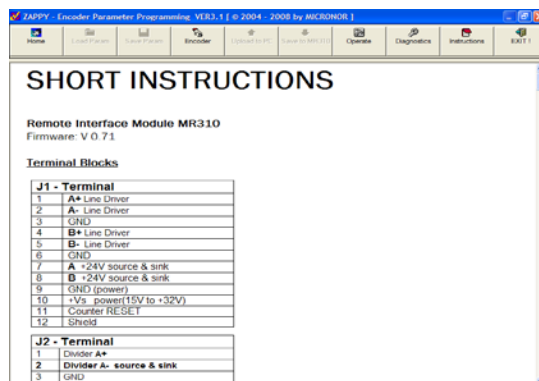 ZAPPY - Encoder Parameter Programming VER3.1 [ © 2004 - 2008 by MICRONOR ]
Home Load Param Save Param Encoder Upload to PC Save to MR310 Operate Diagnostics Instructions EXIT !
SHORT INSTRUCTIONS
Remote Interface Module MR310
Firmware: V 0.71
Terminal Blocks
J1 - Terminal
1 A+ Line Driver
2 A- Line Driver
3 GND
4 B+ Line Driver
5 B- Line Driver
6 GND
7 A +24V source & sink
8 B +24V source & sink
9 GND (power)
10 +Vs power(15V to +32V)
11 Counter RESET
12 Shield
J2 - Terminal
1 Divider A+
2 Divider A- source & sink
3 GND